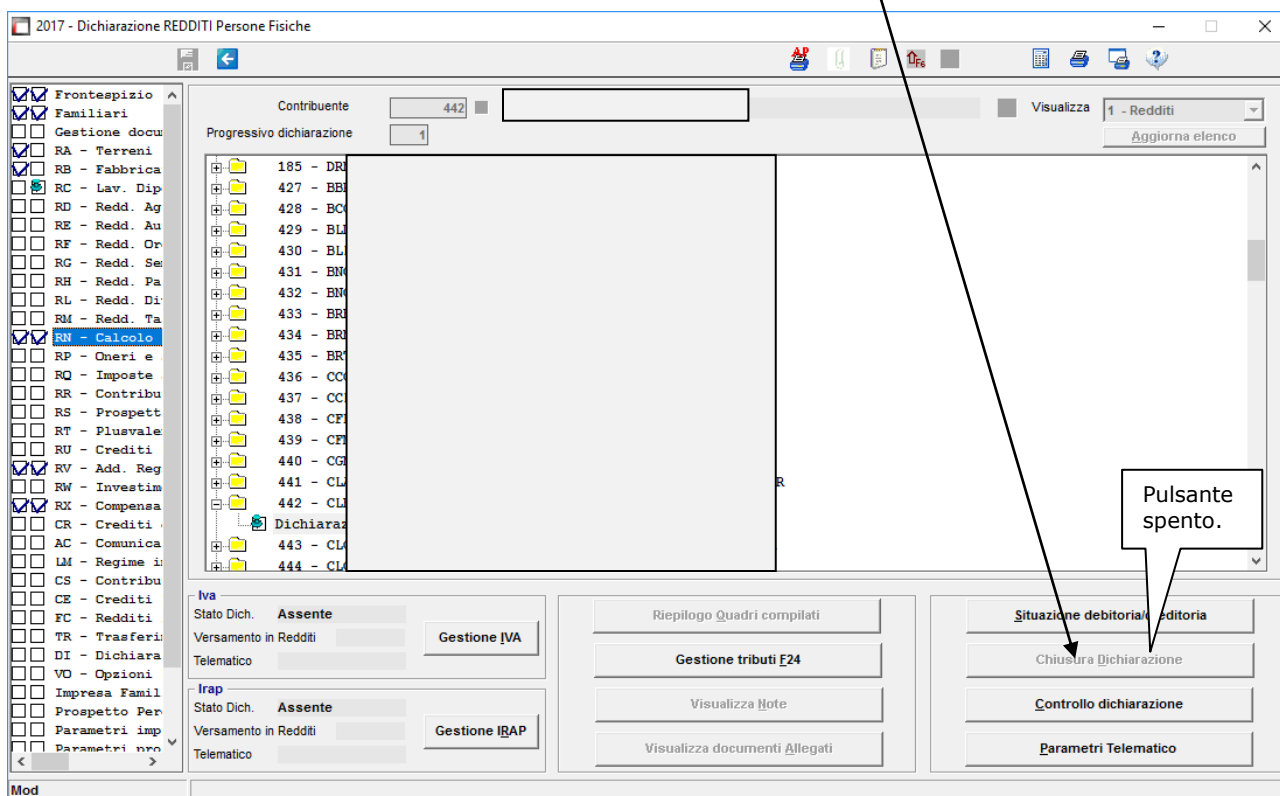 2017 - Dichiarazione REDDITI Persone Fisiche
Frontespizio
Familiari
Gestione docu
RA - Terreni
RB - Fabbrica
RC - Lav. Dip
RD - Redd. Ag
RE - Redd. Au
RF - Redd. Or
RG - Redd. Se
RH - Redd. Pa
RL - Redd. Di
RM - Redd. Ta
RN - Calcolo
RP - Oneri e
RQ - Imposte
RR - Contribu
RS - Prospett
RT - Plusvale
RU - Crediti
RV - Add. Reg
RW - Investim
RX - Compensa
CR - Crediti
AC - Comunica
LM - Regime i
CS - Contribu
CE - Crediti
FC - Redditi
TR - Trasferi
DI - Dichiara
VO - Opzioni
Impresa Famil
Prospetto Per
Parametri imp
Parametri pro
Contribuente 442
Visualizza 1 - Redditi
Progressivo dichiarazione 1
Aggiorna elenco
185 - DR
427 - BB
428 - BC
429 - BL
430 - BL
431 - BN
432 - BN
433 - BR
434 - BR
435 - BR
436 - CC
437 - CC
438 - CF
439 - CF
440 - CG
441 - CL R
442 - CL
Dichiaraz
443 - CL
444 - CL
Pulsante
spento.
Iva
Stato Dich. Assente
Versamento in Redditi
Telematico
Gestione IVA
Irap
Stato Dich. Assente
Versamento in Redditi
Telematico
Gestione IRAP
Riepilogo Quadri compilati
Gestione tributi F24
Visualizza Note
Visualizza documenti Allegati
Situazione debitoria/creditoria
Chiusura Dichiarazione
Controllo dichiarazione
Parametri Telematico
Mod